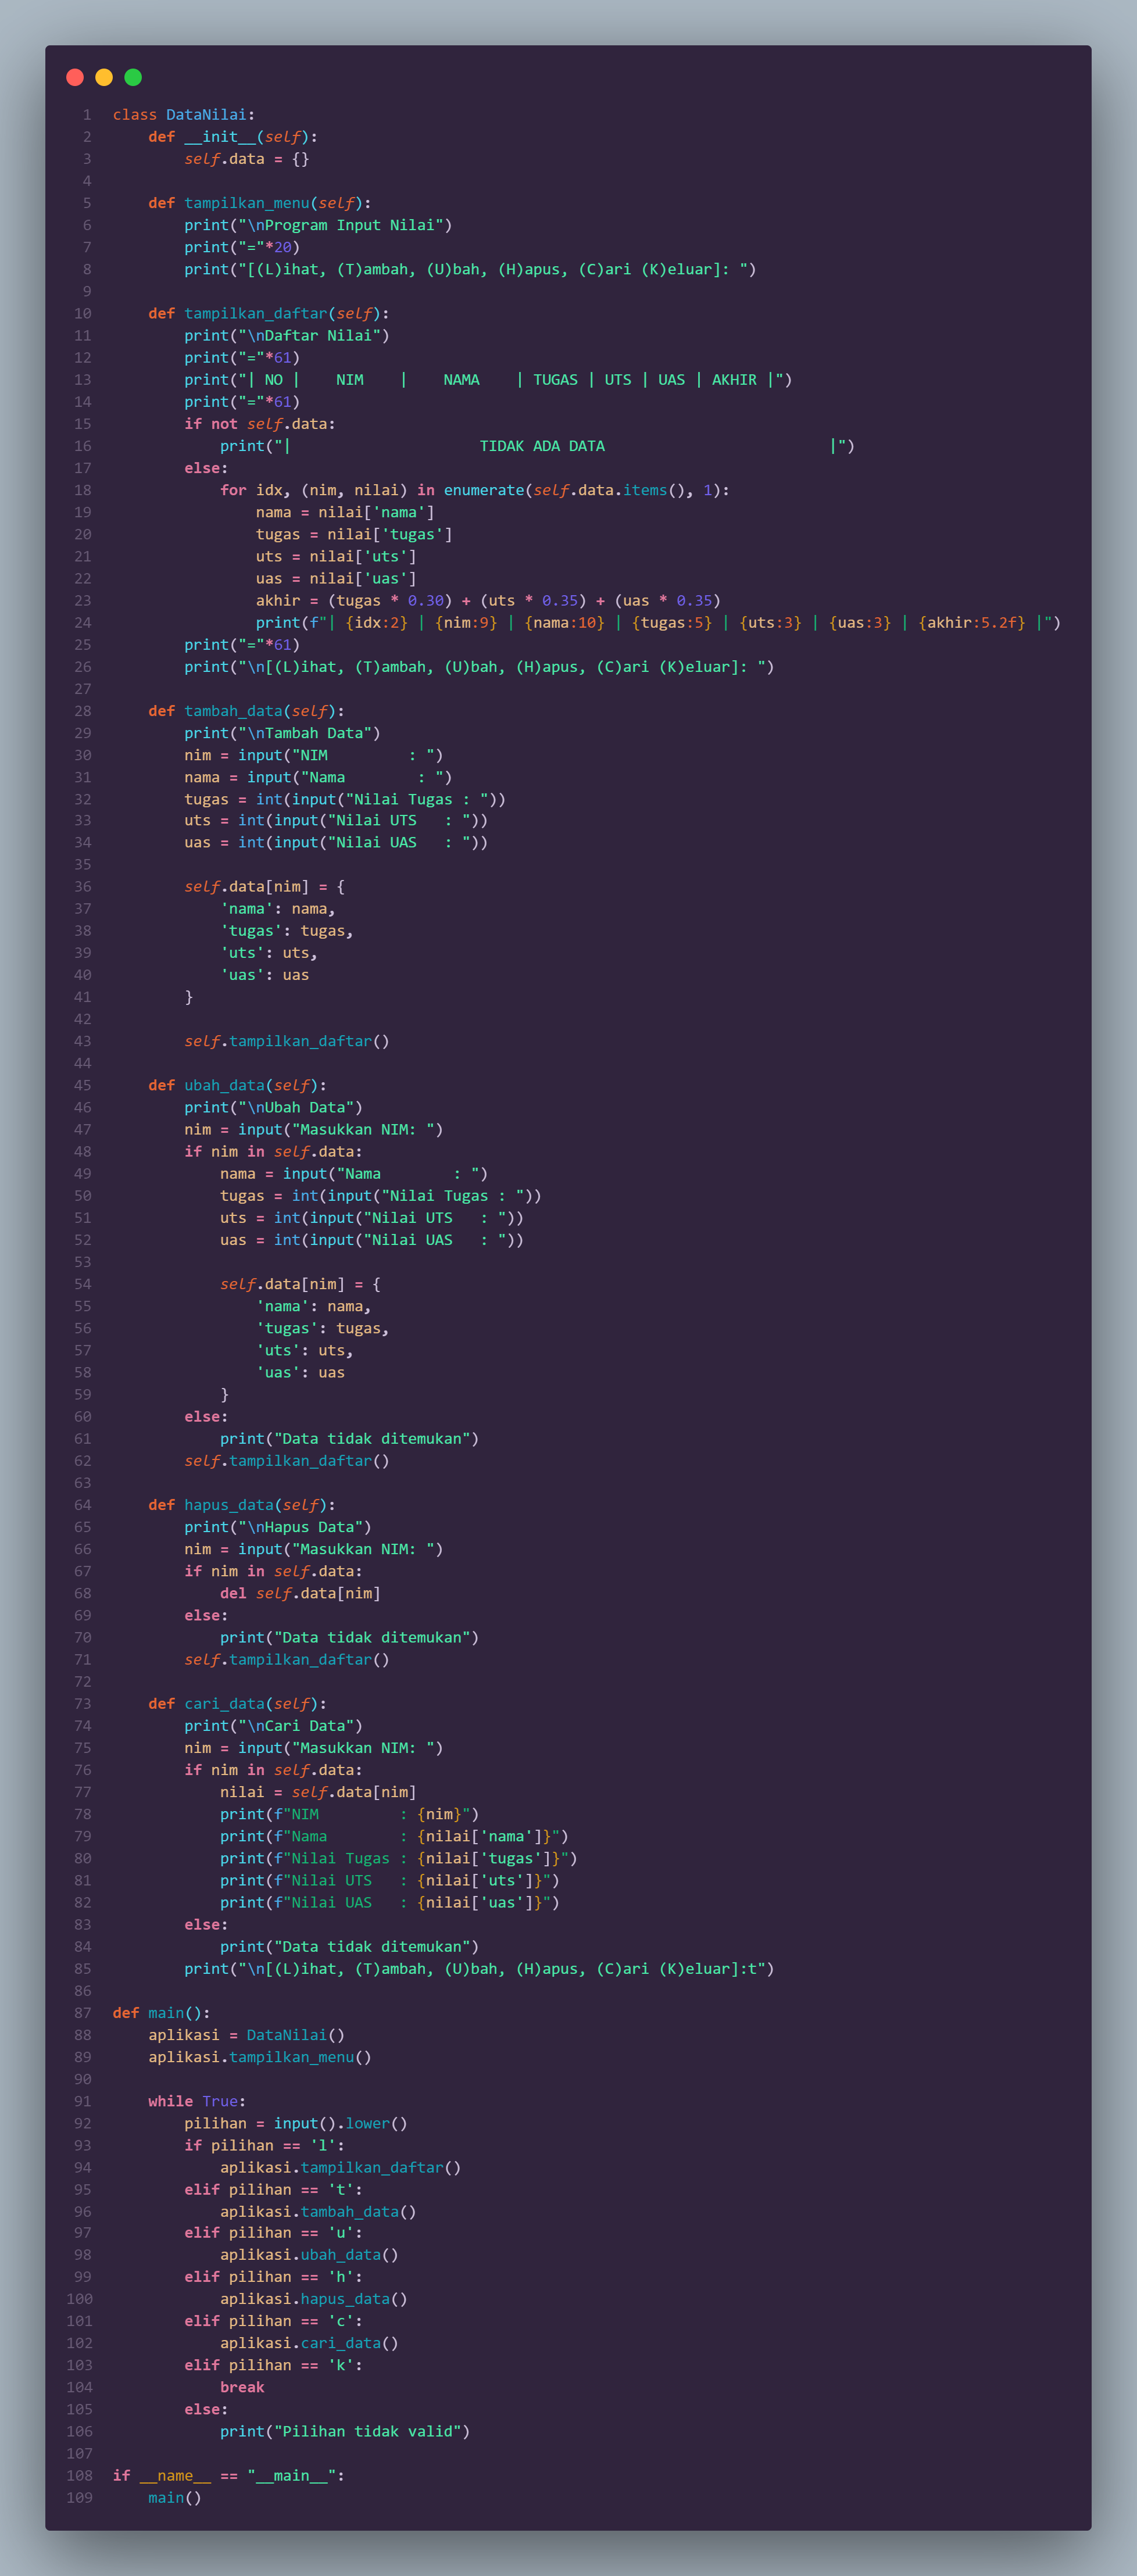 1 class DataNilai:
2     def __init__(self):
3         self.data = {}
4
5     def tampilkan_menu(self):
6         print("\nProgram Input Nilai")
7         print("="*20)
8         print("[(L)ihat, (T)ambah, (U)bah, (H)apus, (C)ari (K)eluar]: ")
9
10     def tampilkan_daftar(self):
11         print("\nDaftar Nilai")
12         print("="*61)
13         print("| NO |    NIM    |    NAMA    | TUGAS | UTS | UAS | AKHIR |")
14         print("="*61)
15         if not self.data:
16             print("|                     TIDAK ADA DATA                         |")
17         else:
18             for idx, (nim, nilai) in enumerate(self.data.items(), 1):
19                 nama = nilai['nama']
20                 tugas = nilai['tugas']
21                 uts = nilai['uts']
22                 uas = nilai['uas']
23                 akhir = (tugas * 0.30) + (uts * 0.35) + (uas * 0.35)
24                 print(f"| {idx:2} | {nim:9} | {nama:10} | {tugas:5} | {uts:3} | {uas:3} | {akhir:5.2f} |")
25         print("="*61)
26         print("\n[(L)ihat, (T)ambah, (U)bah, (H)apus, (C)ari (K)eluar]: ")
27
28     def tambah_data(self):
29         print("\nTambah Data")
30         nim = input("NIM         : ")
31         nama = input("Nama        : ")
32         tugas = int(input("Nilai Tugas : "))
33         uts = int(input("Nilai UTS   : "))
34         uas = int(input("Nilai UAS   : "))
35
36         self.data[nim] = {
37             'nama': nama,
38             'tugas': tugas,
39             'uts': uts,
40             'uas': uas
41         }
42
43         self.tampilkan_daftar()
44
45     def ubah_data(self):
46         print("\nUbah Data")
47         nim = input("Masukkan NIM: ")
48         if nim in self.data:
49             nama = input("Nama        : ")
50             tugas = int(input("Nilai Tugas : "))
51             uts = int(input("Nilai UTS   : "))
52             uas = int(input("Nilai UAS   : "))
53
54             self.data[nim] = {
55                 'nama': nama,
56                 'tugas': tugas,
57                 'uts': uts,
58                 'uas': uas
59             }
60         else:
61             print("Data tidak ditemukan")
62         self.tampilkan_daftar()
63
64     def hapus_data(self):
65         print("\nHapus Data")
66         nim = input("Masukkan NIM: ")
67         if nim in self.data:
68             del self.data[nim]
69         else:
70             print("Data tidak ditemukan")
71         self.tampilkan_daftar()
72
73     def cari_data(self):
74         print("\nCari Data")
75         nim = input("Masukkan NIM: ")
76         if nim in self.data:
77             nilai = self.data[nim]
78             print(f"NIM         : {nim}")
79             print(f"Nama        : {nilai['nama']}")
80             print(f"Nilai Tugas : {nilai['tugas']}")
81             print(f"Nilai UTS   : {nilai['uts']}")
82             print(f"Nilai UAS   : {nilai['uas']}")
83         else:
84             print("Data tidak ditemukan")
85         print("\n[(L)ihat, (T)ambah, (U)bah, (H)apus, (C)ari (K)eluar]:t")
86
87 def main():
88     aplikasi = DataNilai()
89     aplikasi.tampilkan_menu()
90
91     while True:
92         pilihan = input().lower()
93         if pilihan == 'l':
94             aplikasi.tampilkan_daftar()
95         elif pilihan == 't':
96             aplikasi.tambah_data()
97         elif pilihan == 'u':
98             aplikasi.ubah_data()
99         elif pilihan == 'h':
100             aplikasi.hapus_data()
101         elif pilihan == 'c':
102             aplikasi.cari_data()
103         elif pilihan == 'k':
104             break
105         else:
106             print("Pilihan tidak valid")
107
108 if __name__ == "__main__":
109     main()